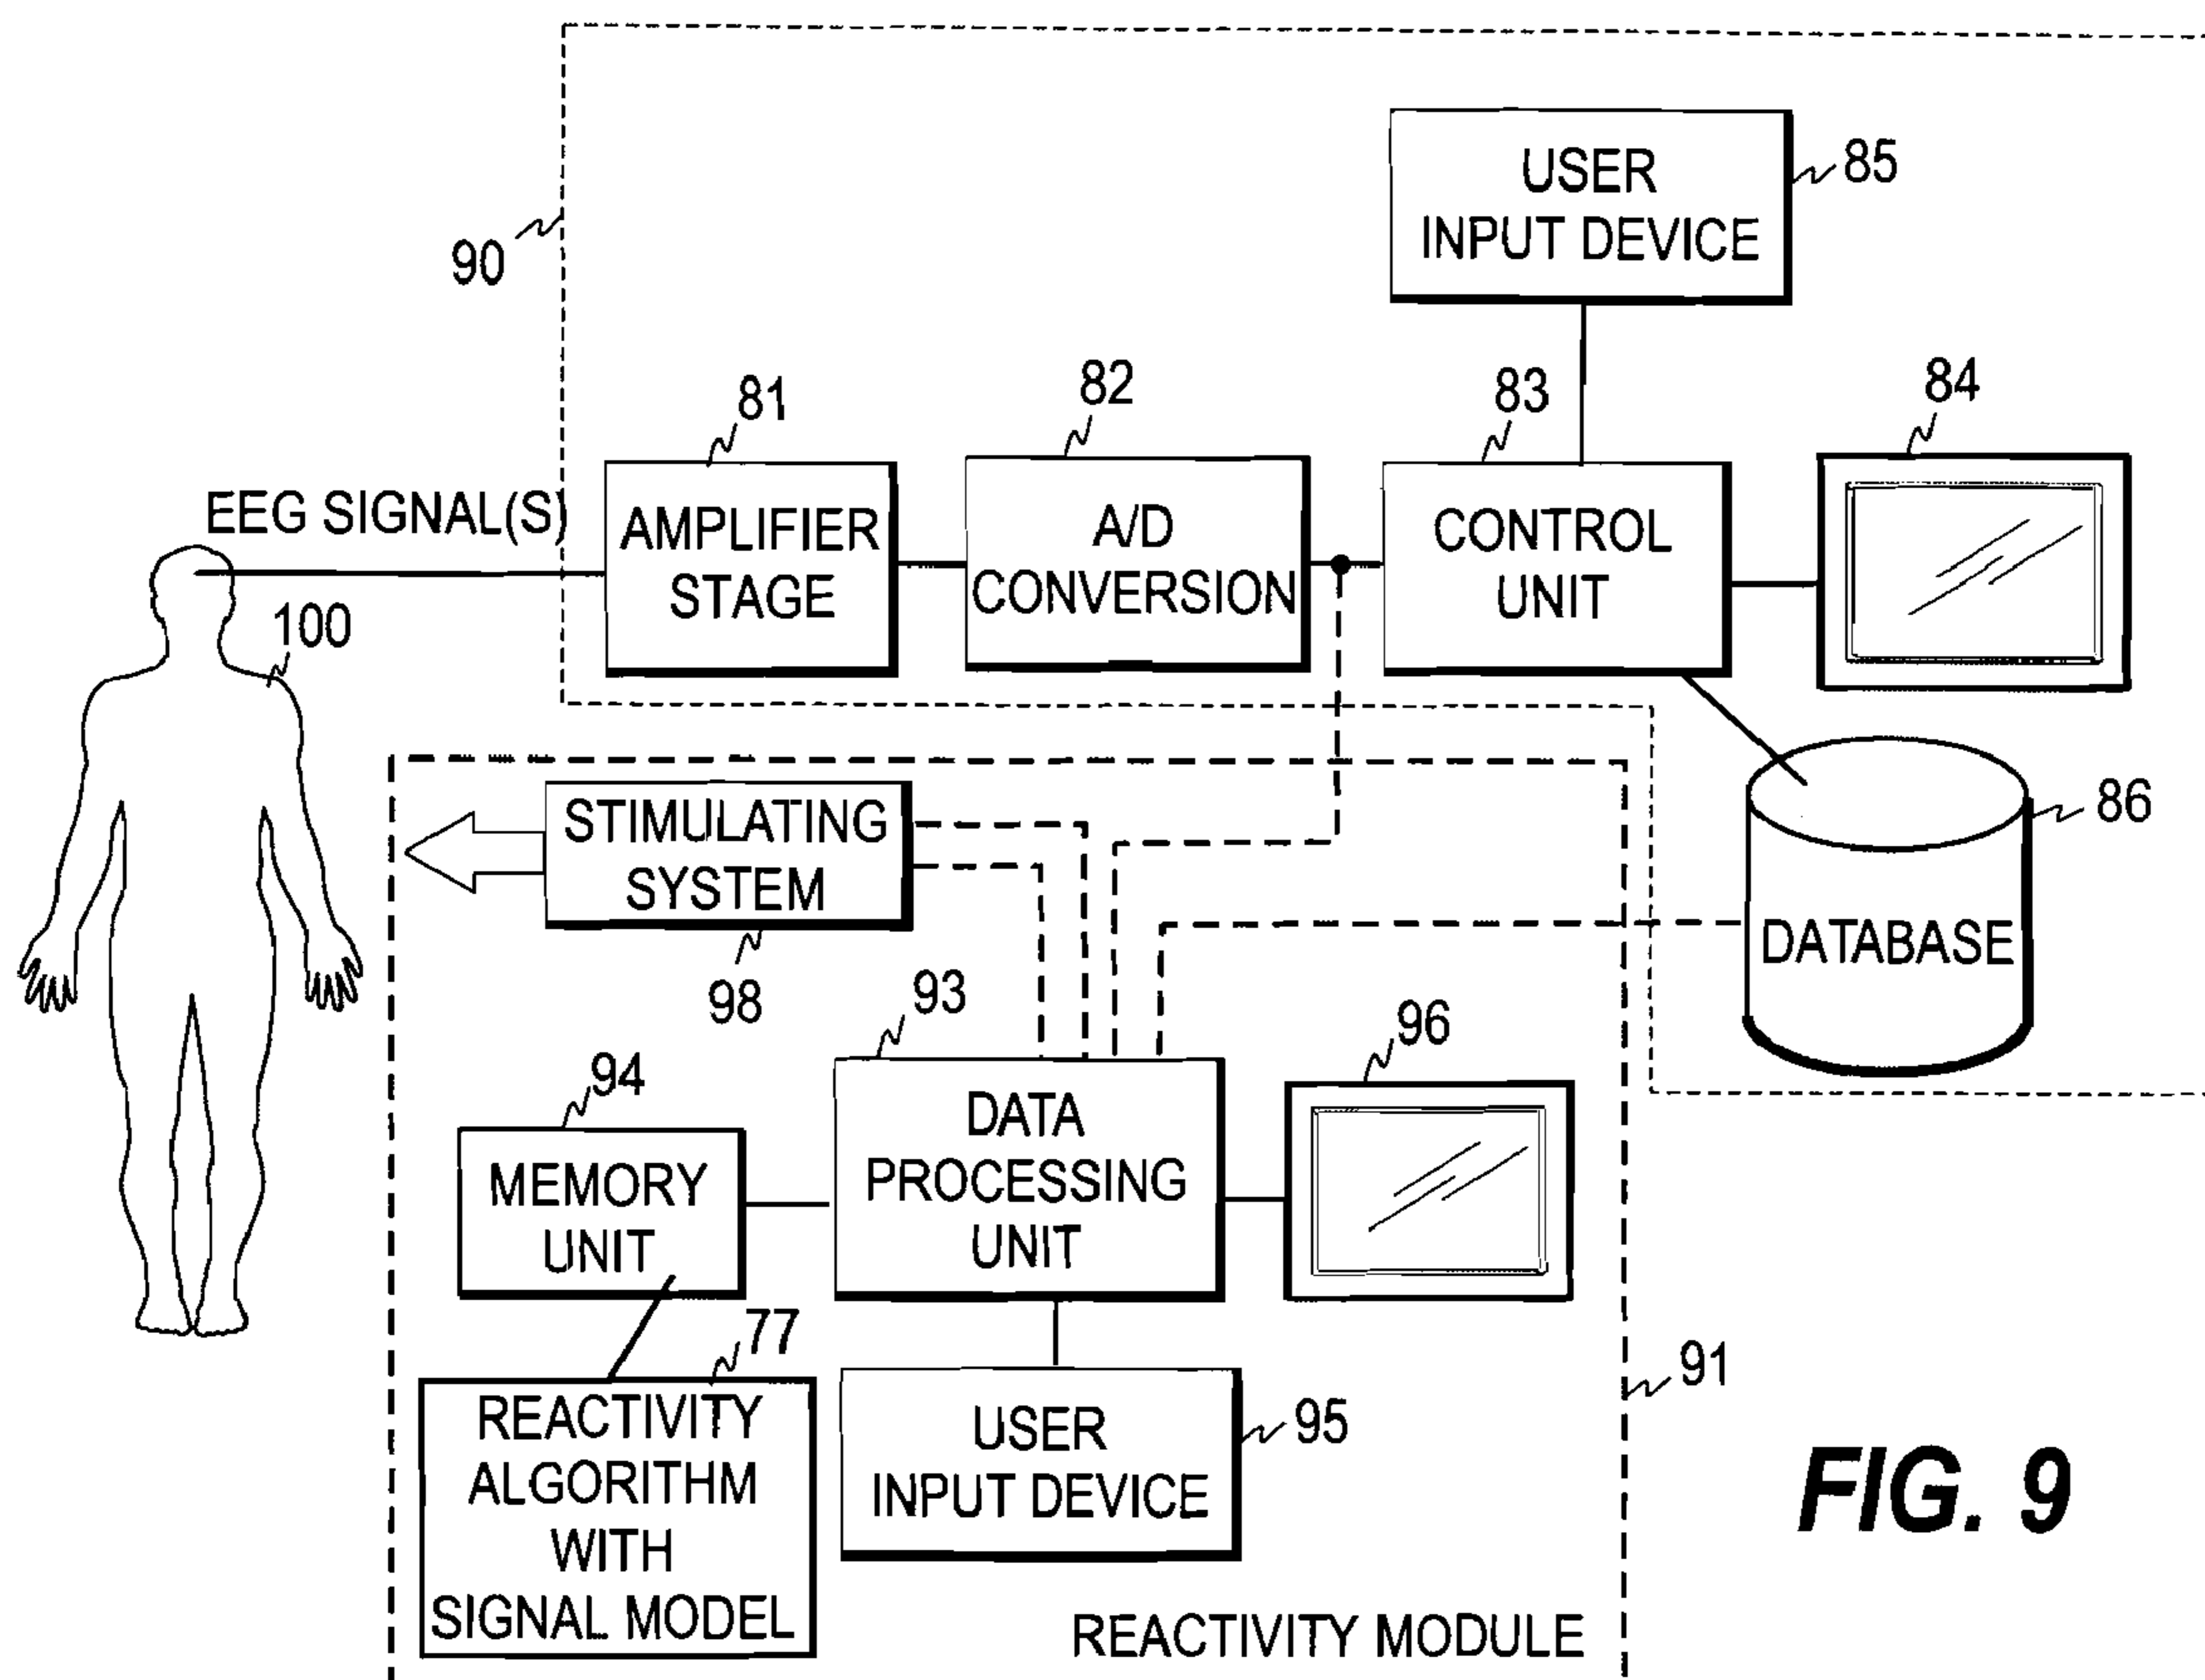 USER
INPUT DEVICE
85
90
81
82
83
84
EEG SIGNAL(S)
AMPLIFIER
STAGE
A/D
CONVERSION
CONTROL
UNIT
100
STIMULATING
SYSTEM
98
86
DATABASE
93
96
94
MEMORY
UNIT
DATA
PROCESSING
UNIT
77
REACTIVITY
ALGORITHM
WITH
SIGNAL MODEL
USER
INPUT DEVICE
95
91
REACTIVITY MODULE
FIG. 9